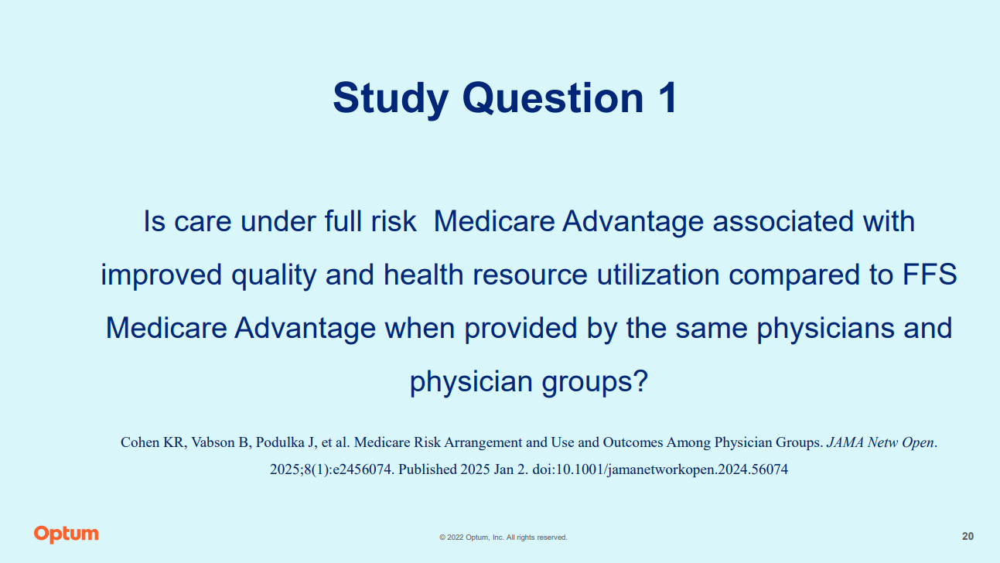 Study Question 1
Is care under full risk  Medicare Advantage associated with
improved quality and health resource utilization compared to FFS
Medicare Advantage when provided by the same physicians and
physician groups?
Cohen KR, Vabson B, Podulka J, et al. Medicare Risk Arrangement and Use and Outcomes Among Physician Groups. JAMA Netw Open.
2025;8(1):e2456074. Published 2025 Jan 2. doi:10.1001/jamanetworkopen.2024.56074
Optum
© 2022 Optum, Inc. All rights reserved.
20